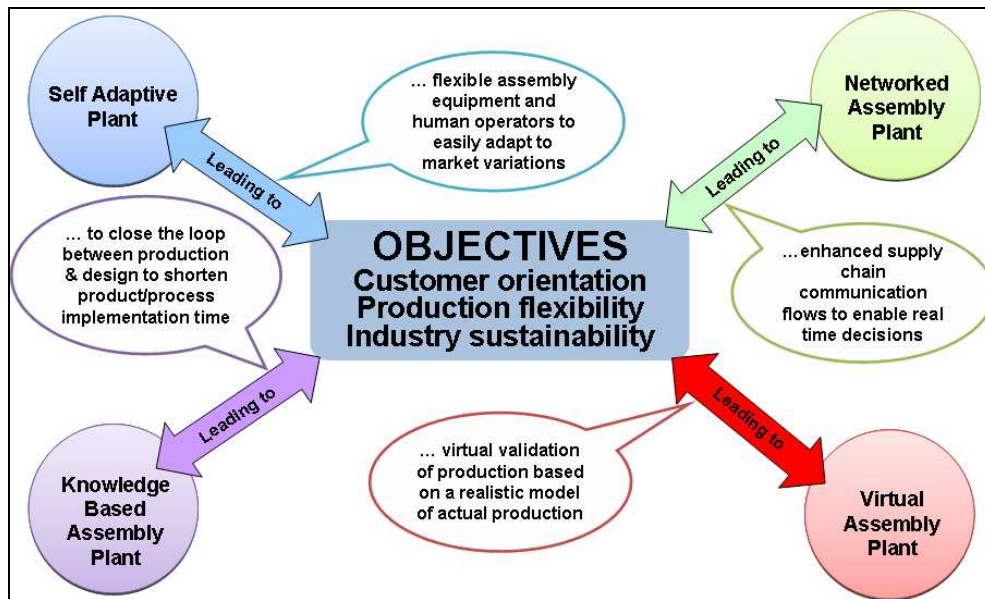 Self Adaptive
Plant
Leading to
… flexible assembly
equipment and
human operators to
easily adapt to
market variations
Networked
Assembly
Plant
Leading to
… to close the loop
between production
& design to shorten
product/process
implementation time
OBJECTIVES
Customer orientation
Production flexibility
Industry sustainability
…enhanced supply
chain
communication
flows to enable real
time decisions
Leading to
Knowledge
Based
Assembly
Plant
… virtual validation
of production based
on a realistic model
of actual production
Leading to
Virtual
Assembly
Plant